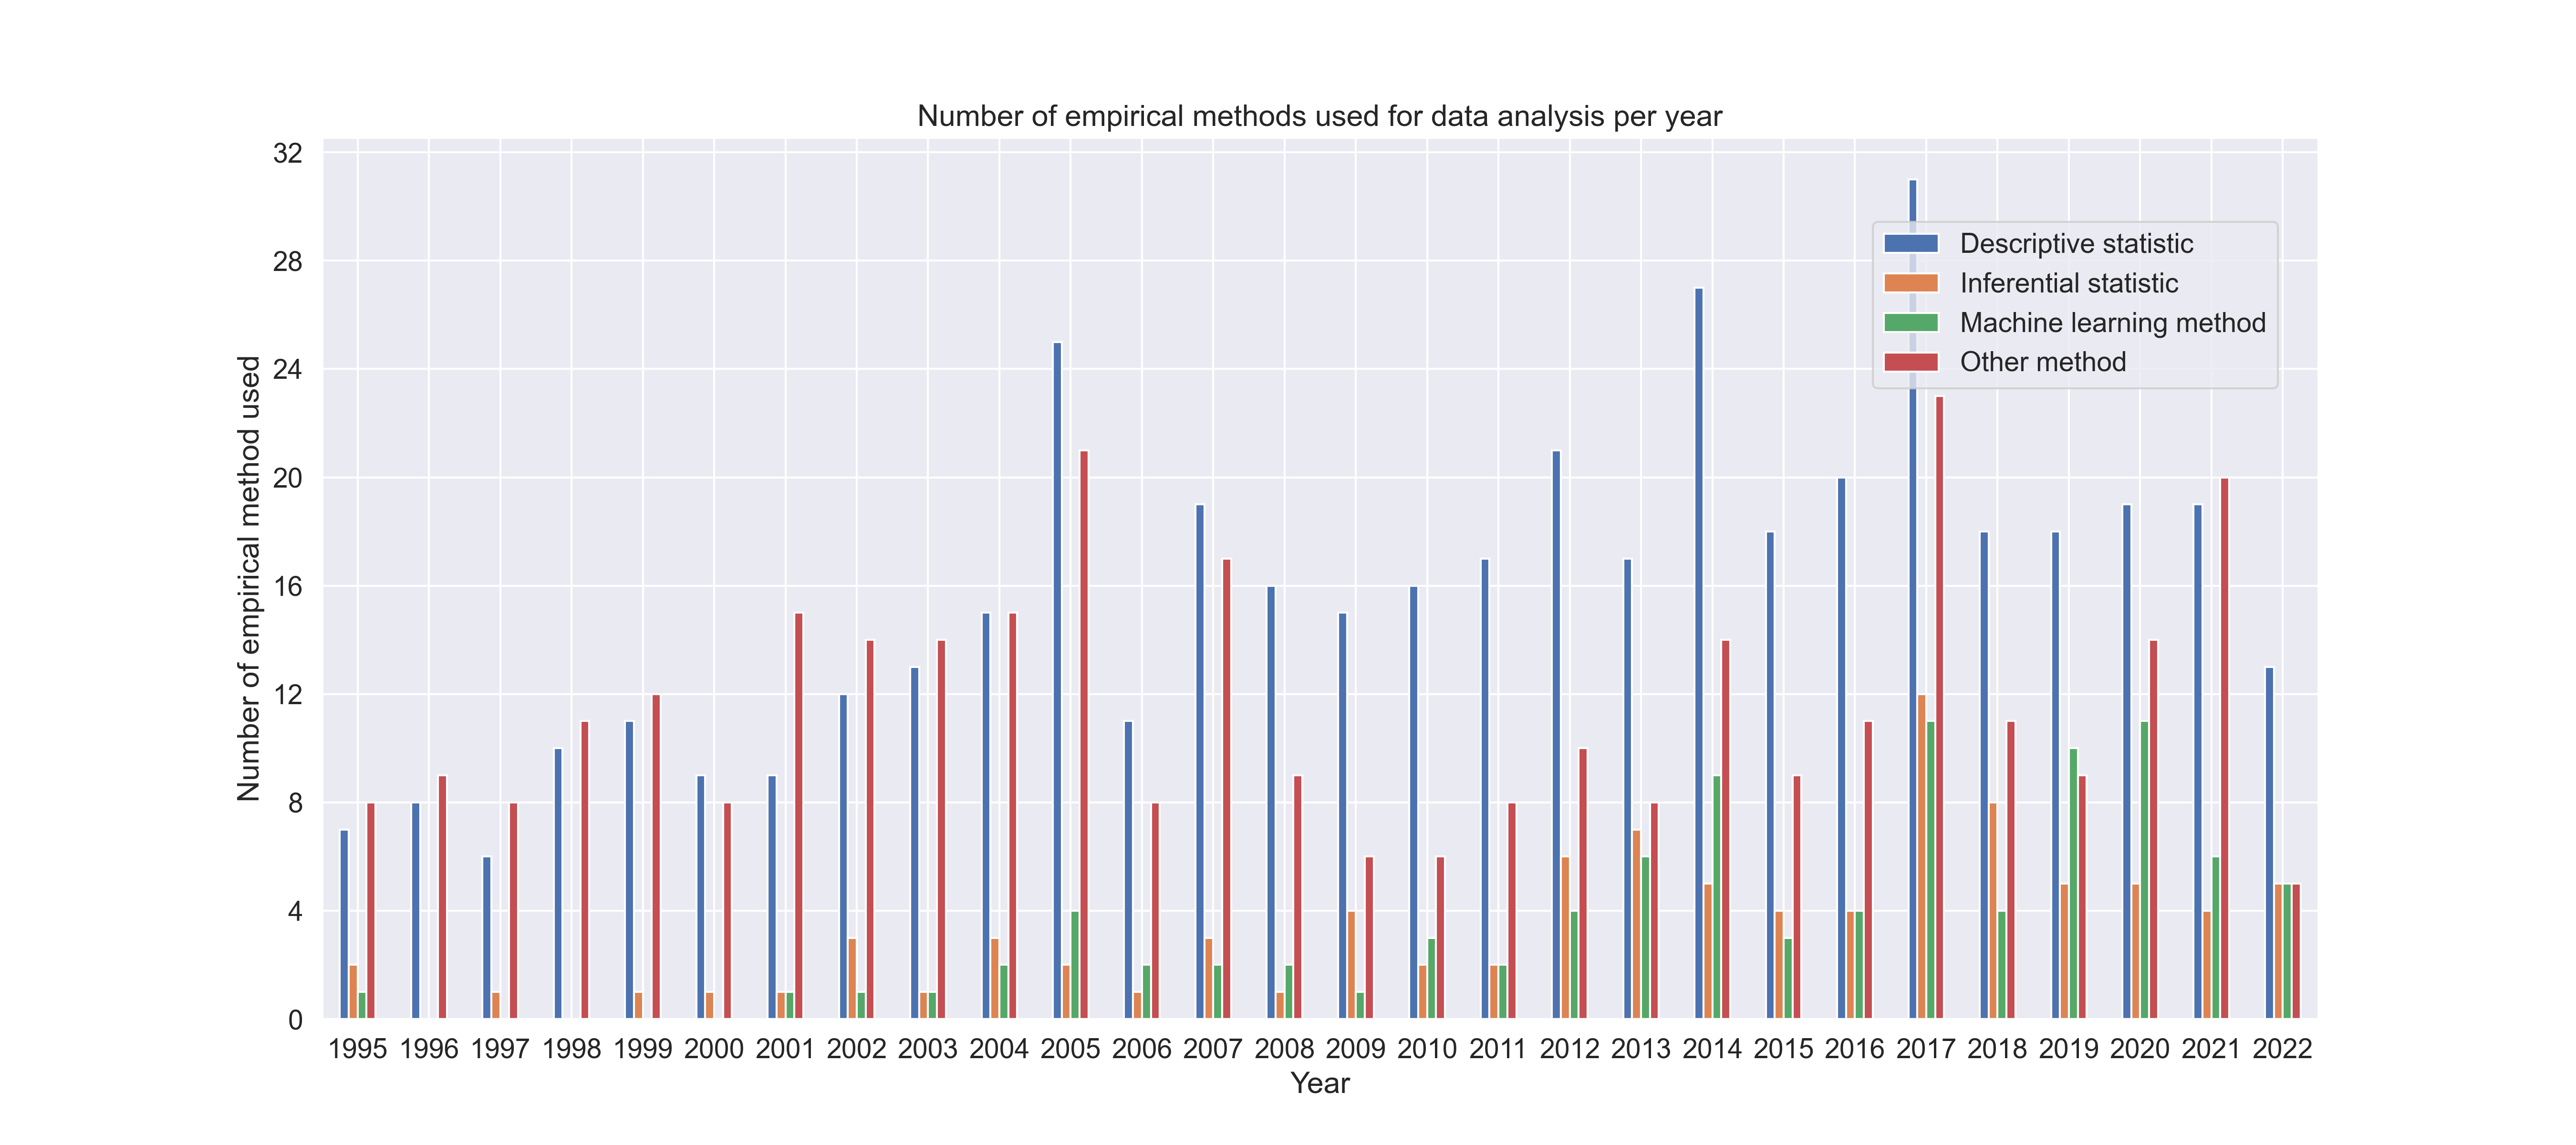 Number of empirical methods used for data analysis per year
Number of empirical method used
32
28
24
20
16
12
8
4
0
Descriptive statistic
Inferential statistic
Machine learning method
Other method
1995 1996 1997 1998 1999 2000 2001 2002 2003 2004 2005 2006 2007 2008 2009 2010 2011 2012 2013 2014 2015 2016 2017 2018 2019 2020 2021 2022
Year